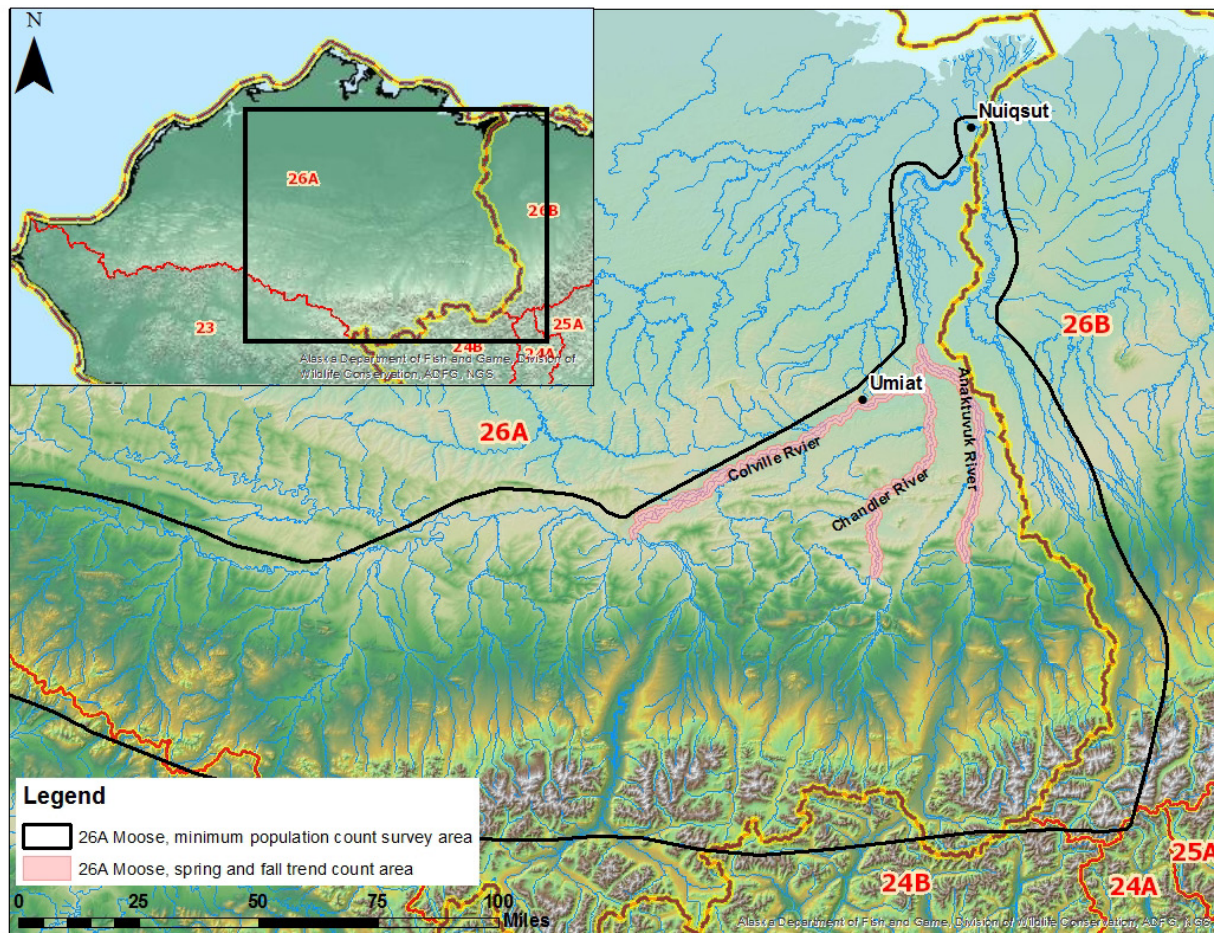 N
26A
26B
23
24B
24A
25A
Alaska Department of Fish and Game, Division of
Wildlife Conservation, ADFG, NGS
Nuiqsut
26B
Umiat
26A
Colville Rvier
Chandler River
Anaktuvuk River
Legend
26A Moose, minimum population count survey area
26A Moose, spring and fall trend count area
0 25 50 75 100
Miles
24B
24A
25A
Alaska Department of Fish and Game, Division of Wildlife Conservation, ADFG, NGS